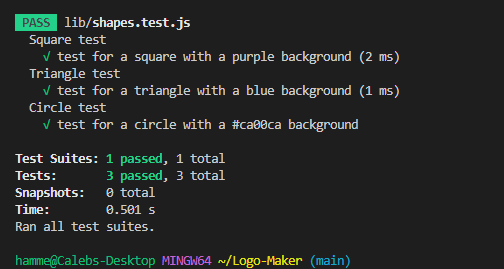 PASS lib/shapes.test.js
Square test
√ test for a square with a purple background (2 ms)
Triangle test
√ test for a triangle with a blue background (1 ms)
Circle test
√ test for a circle with a #ca00ca background
Test Suites: 1 passed, 1 total
Tests: 3 passed, 3 total
Snapshots: 0 total
Time: 0.501 s
Ran all test suites.
hamme@Calebs-Desktop MINGW64 ~/Logo-Maker (main)